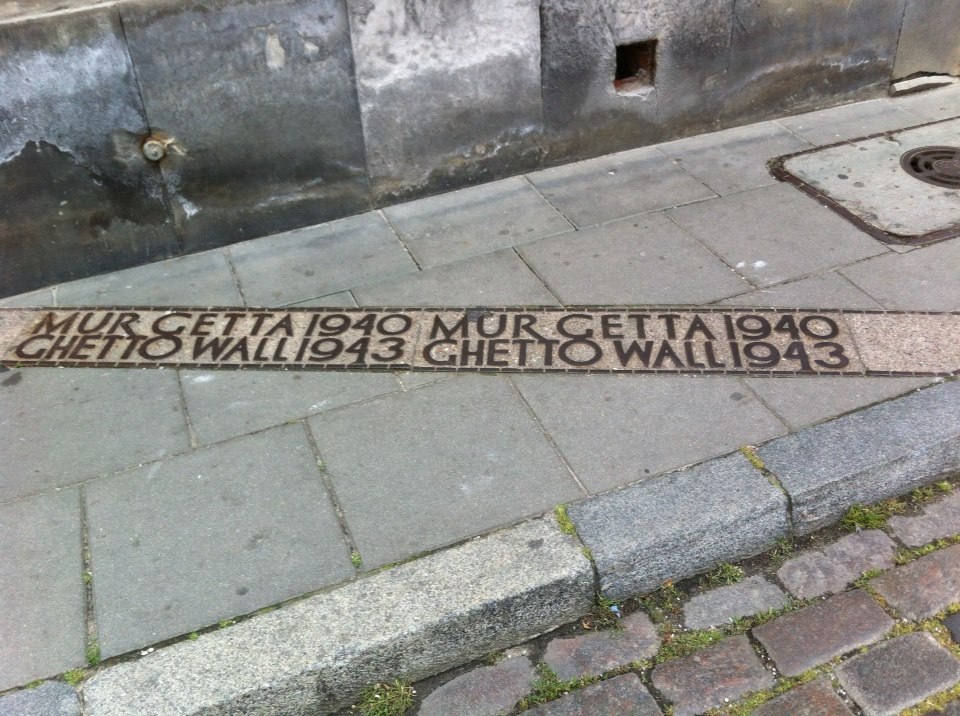 MUR GETTA 1940 MUR GETTA 1940
GHETTO WALL 1943 GHETTO WALL 1943